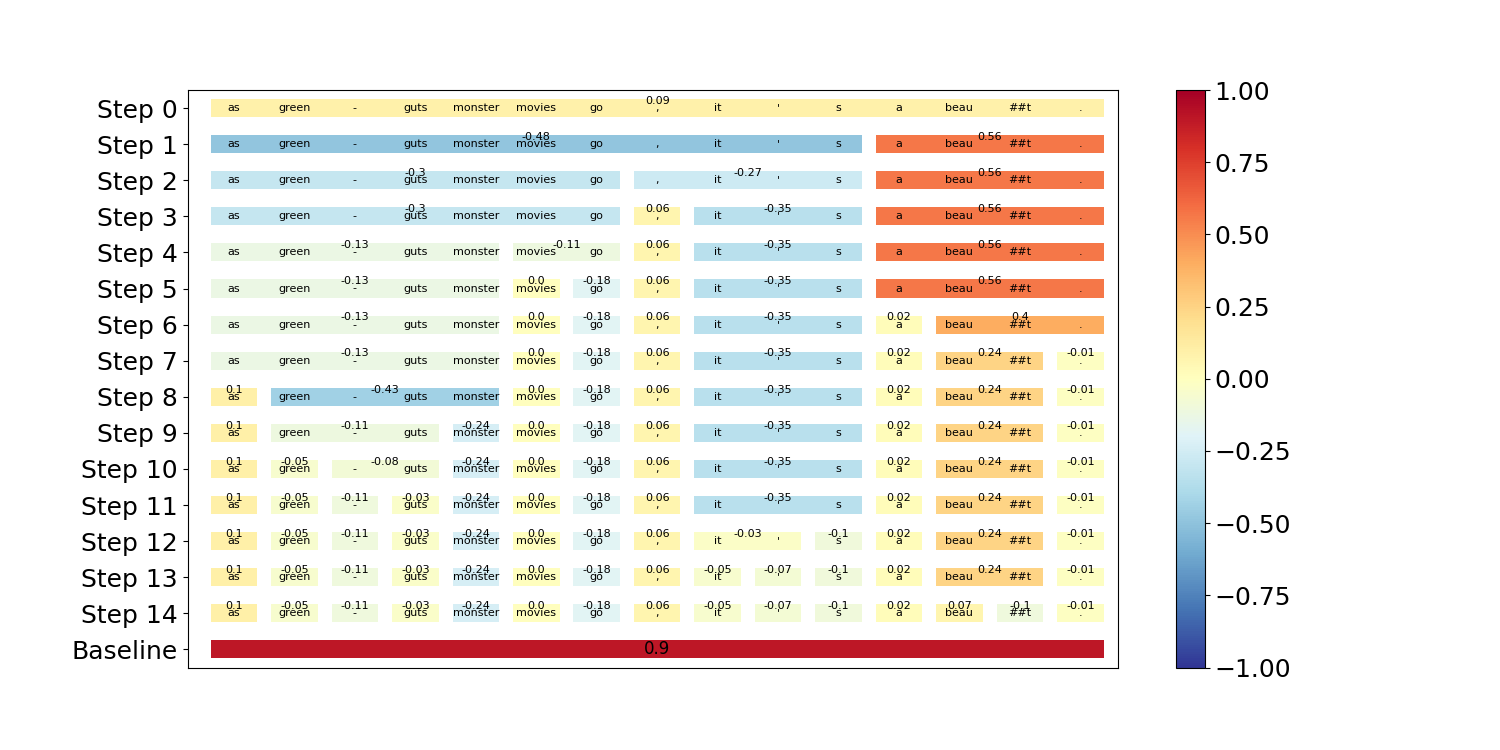 Step 0 as green - guts monster movies go 0.09 , it ' s a beau ##t . 1.00
Step 1 as green - guts monster -0.48 movies go , it ' s a beau 0.56 ##t . 0.75
Step 2 as green - -0.3 guts monster movies go , it -0.27 ' s a beau 0.56 ##t . 0.50
Step 3 as green - -0.3 guts monster movies go 0.06 , it -0.35 ' s a beau 0.56 ##t . 0.25
Step 4 as green -0.13 - guts monster movies -0.11 go 0.06 , it -0.35 ' s a beau 0.56 ##t . 0.00
Step 5 as green -0.13 - guts monster 0.0 movies -0.18 go 0.06 , it -0.35 ' s a beau 0.56 ##t . −0.25
Step 6 as green -0.13 - guts monster 0.0 movies -0.18 go 0.06 , it -0.35 ' s 0.02 a beau 0.4 ##t . −0.50
Step 7 as green -0.13 - guts monster 0.0 movies -0.18 go 0.06 , it -0.35 ' s 0.02 a beau 0.24 ##t -0.01 . −0.75
Step 8 0.1 as green - -0.43 guts monster 0.0 movies -0.18 go 0.06 , it -0.35 ' s 0.02 a beau 0.24 ##t -0.01 . −1.00
Step 9 0.1 as green -0.11 - guts -0.24 monster 0.0 movies -0.18 go 0.06 , it -0.35 ' s 0.02 a beau 0.24 ##t -0.01 .
Step 10 0.1 as -0.05 green - -0.08 guts -0.24 monster 0.0 movies -0.18 go 0.06 , it -0.35 ' s 0.02 a beau 0.24 ##t -0.01 .
Step 11 0.1 as -0.05 green -0.11 - -0.03 guts -0.24 monster 0.0 movies -0.18 go 0.06 , it -0.35 ' s 0.02 a beau 0.24 ##t -0.01 .
Step 12 0.1 as -0.05 green -0.11 - -0.03 guts -0.24 monster 0.0 movies -0.18 go 0.06 , it -0.03 ' -0.1 s 0.02 a beau 0.24 ##t -0.01 .
Step 13 0.1 as -0.05 green -0.11 - -0.03 guts -0.24 monster 0.0 movies -0.18 go 0.06 , -0.05 it -0.07 ' -0.1 s 0.02 a beau 0.24 ##t -0.01 .
Step 14 0.1 as -0.05 green -0.11 - -0.03 guts -0.24 monster 0.0 movies -0.18 go 0.06 , -0.05 it -0.07 ' -0.1 s 0.02 a 0.07 beau -0.1 ##t -0.01 .
Baseline 0.9